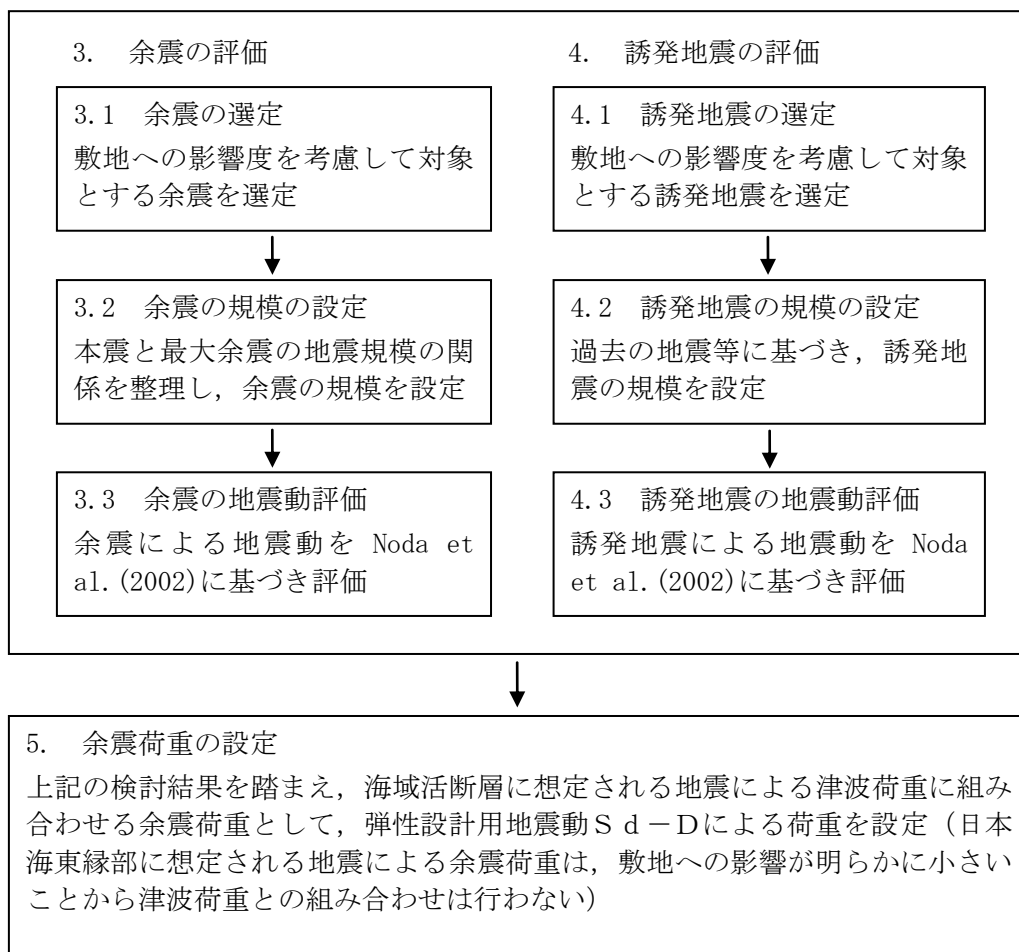 3. 余震の評価
3.1 余震の選定
敷地への影響度を考慮して対象
とする余震を選定
3.2 余震の規模の設定
本震と最大余震の地震規模の関
係を整理し，余震の規模を設定
3.3 余震の地震動評価
余震による地震動を Noda et
al.(2002)に基づき評価
4. 誘発地震の評価
4.1 誘発地震の選定
敷地への影響度を考慮して対象
とする誘発地震を選定
4.2 誘発地震の規模の設定
過去の地震等に基づき，誘発地
震の規模を設定
4.3 誘発地震の地震動評価
誘発地震による地震動を Noda
et al.(2002)に基づき評価
5. 余震荷重の設定
上記の検討結果を踏まえ，海域活断層に想定される地震による津波荷重に組み
合わせる余震荷重として，弾性設計用地震動Ｓｄ－Ｄによる荷重を設定（日本
海東縁部に想定される地震による余震荷重は，敷地への影響が明らかに小さい
ことから津波荷重との組み合わせは行わない）